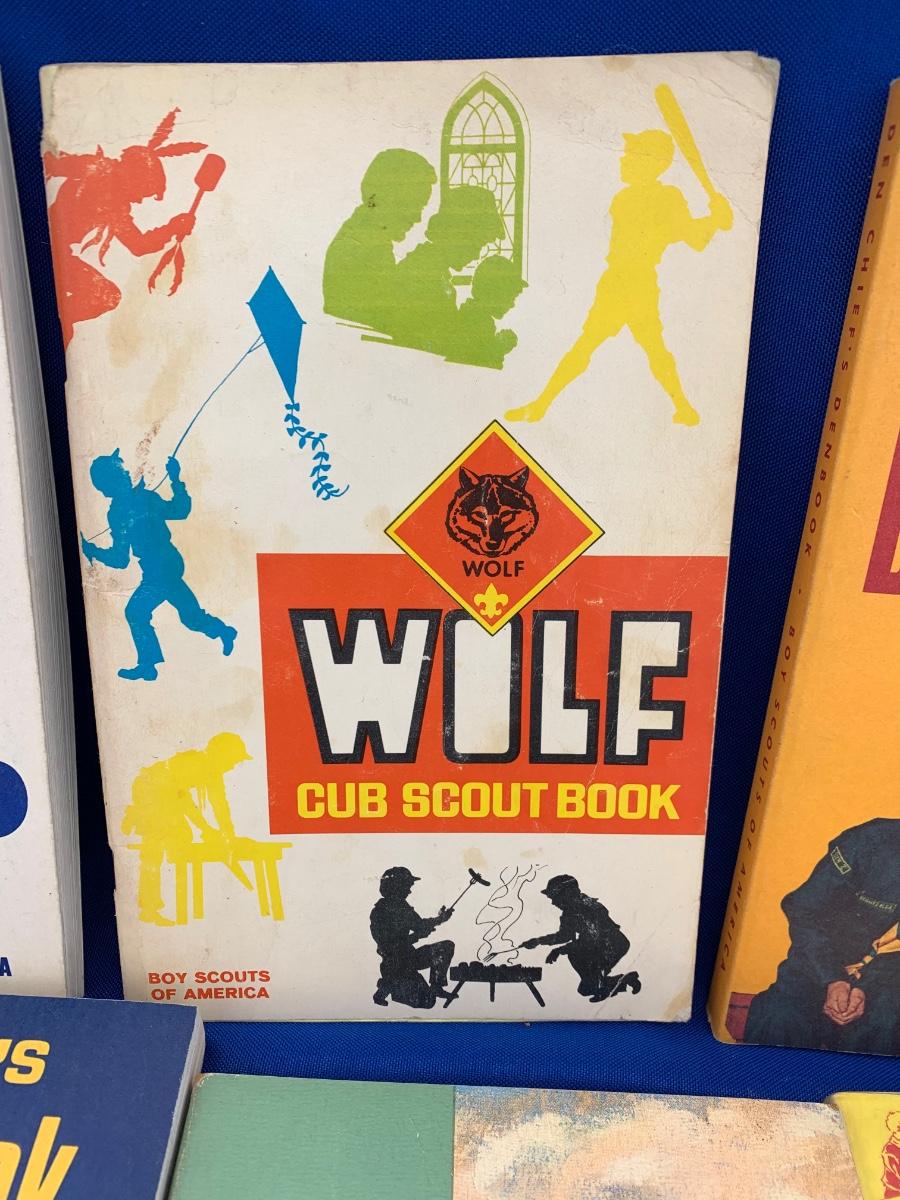 WOLF
WOLF
CUB SCOUT BOOK
BOY SCOUTS
OF AMERICA
DEN CHIEF'S DENBOOK · BOY SCOUTS OF AMERICA
A